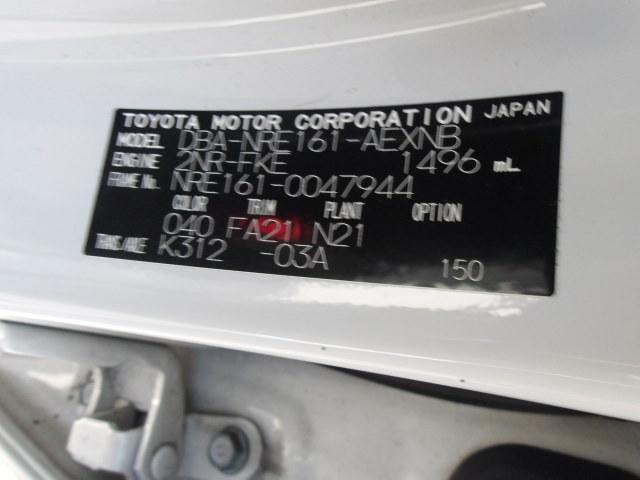 TOYOTA MOTOR CORPORATION JAPAN
MODEL DBA-NRE161-AEXNB
ENGINE 2NR-FKE 1496 mL
FRAME No. NRE161-0047944
COLOR TRIM PLANT OPTION
040 FA21 N21
TRANS/AXLE K312 -03A 150